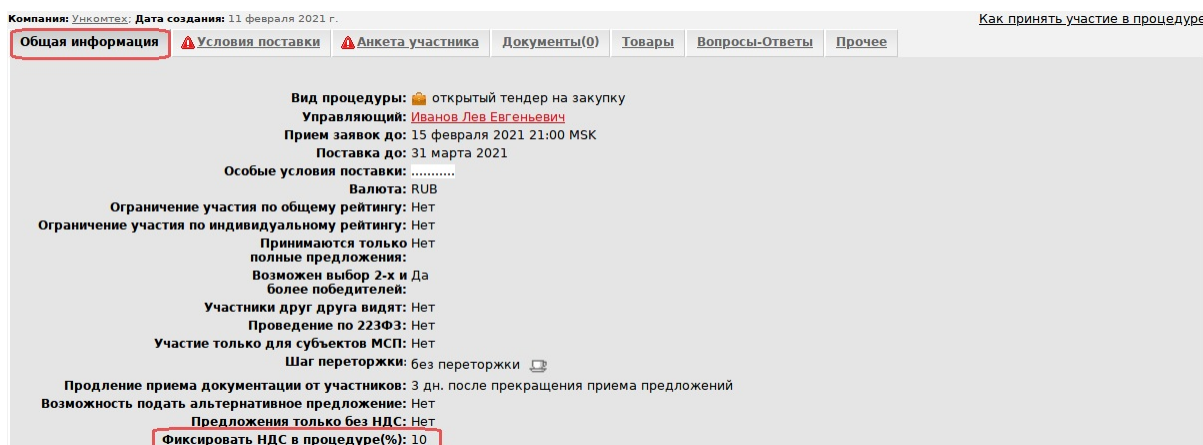 Компания: Ункомтех; Дата создания: 11 февраля 2021 г.
Как принять участие в процедуре
Общая информация Условия поставки Анкета участника Документы(0) Товары Вопросы-Ответы Прочее
Вид процедуры: открытый тендер на закупку
Управляющий: Иванов Лев Евгеньевич
Прием заявок до: 15 февраля 2021 21:00 MSK
Поставка до: 31 марта 2021
Особые условия поставки: ...........
Валюта: RUB
Ограничение участия по общему рейтингу: Нет
Ограничение участия по индивидуальному рейтингу: Нет
Принимаются только Нет
полные предложения:
Возможен выбор 2-х и Да
более победителей:
Участники друг друга видят: Нет
Проведение по 223ФЗ: Нет
Участие только для субъектов МСП: Нет
Шаг переторжки: без переторжки
Продление приема документации от участников: 3 дн. после прекращения приема предложений
Возможность подать альтернативное предложение: Нет
Предложения только без НДС: Нет
Фиксировать НДС в процедуре(%): 10